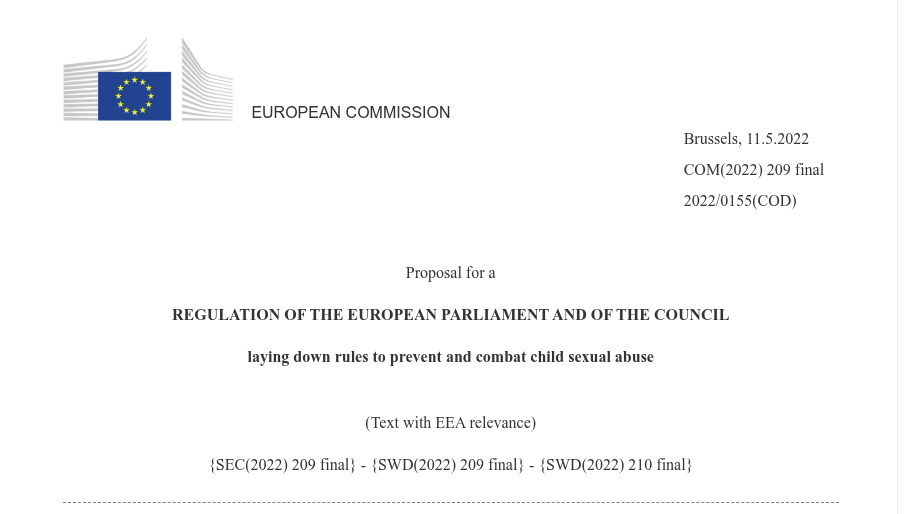 EUROPEAN COMMISSION
Brussels, 11.5.2022
COM(2022) 209 final
2022/0155(COD)
Proposal for a
REGULATION OF THE EUROPEAN PARLIAMENT AND OF THE COUNCIL
laying down rules to prevent and combat child sexual abuse
(Text with EEA relevance)
{SEC(2022) 209 final} - {SWD(2022) 209 final} - {SWD(2022) 210 final}